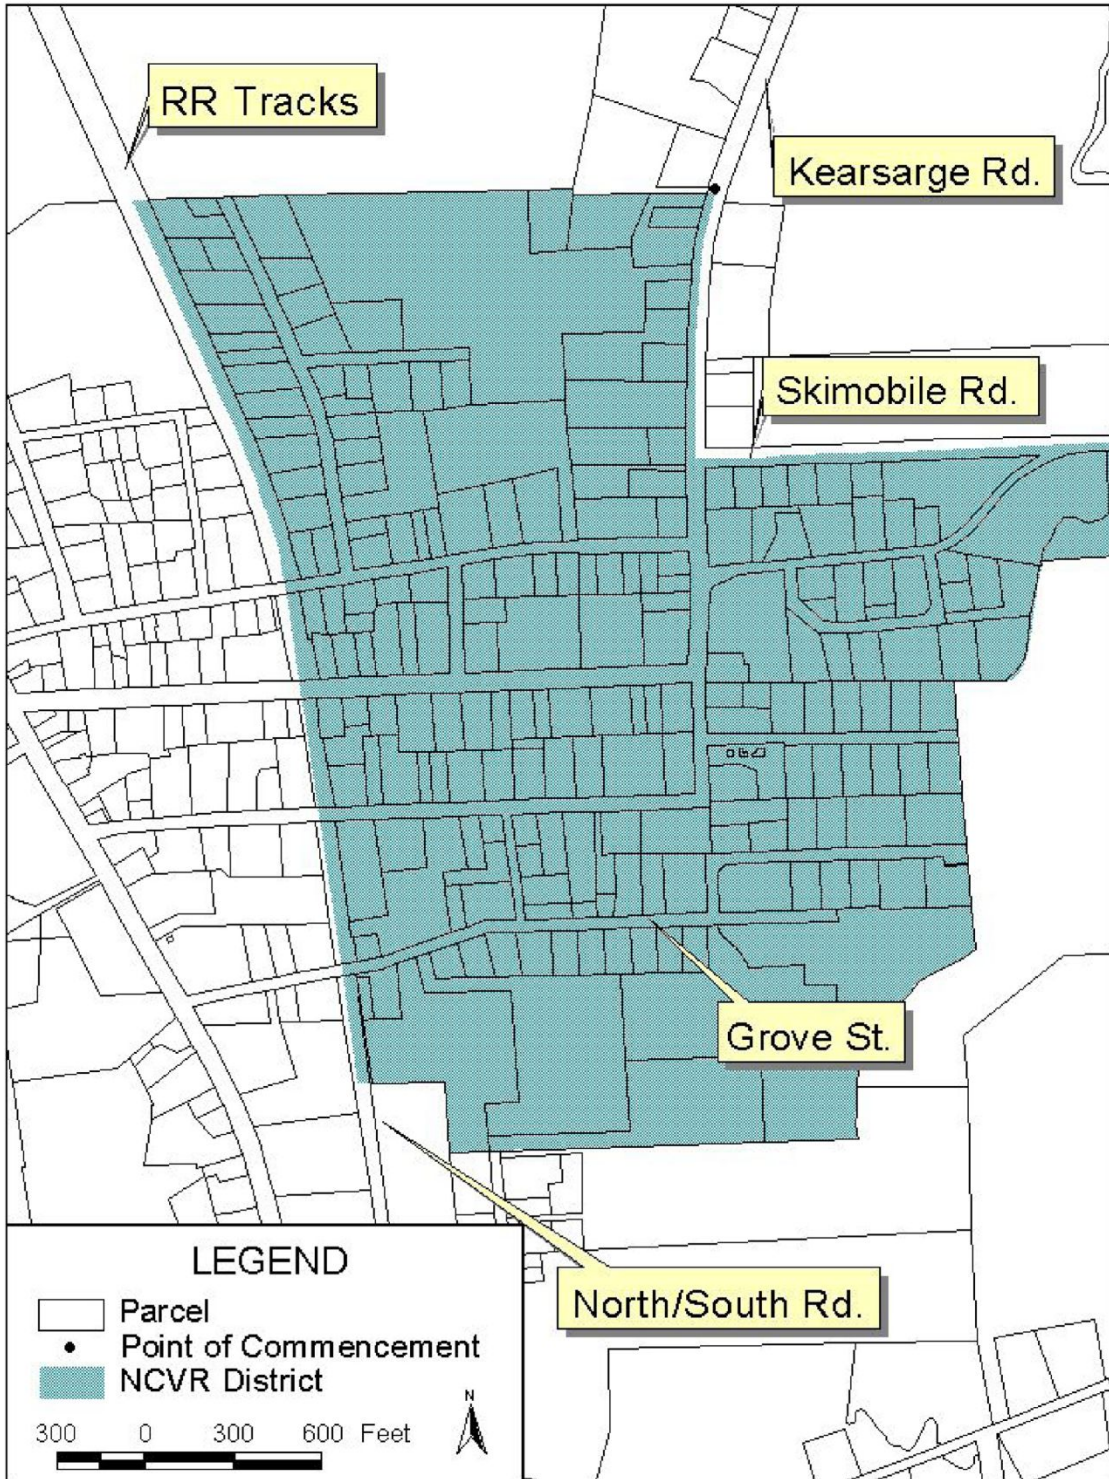 RR Tracks
Kearsarge Rd.
Skimobile Rd.
Grove St.
North/South Rd.
LEGEND
Parcel
Point of Commencement
NCVR District
N
300 0 300 600 Feet